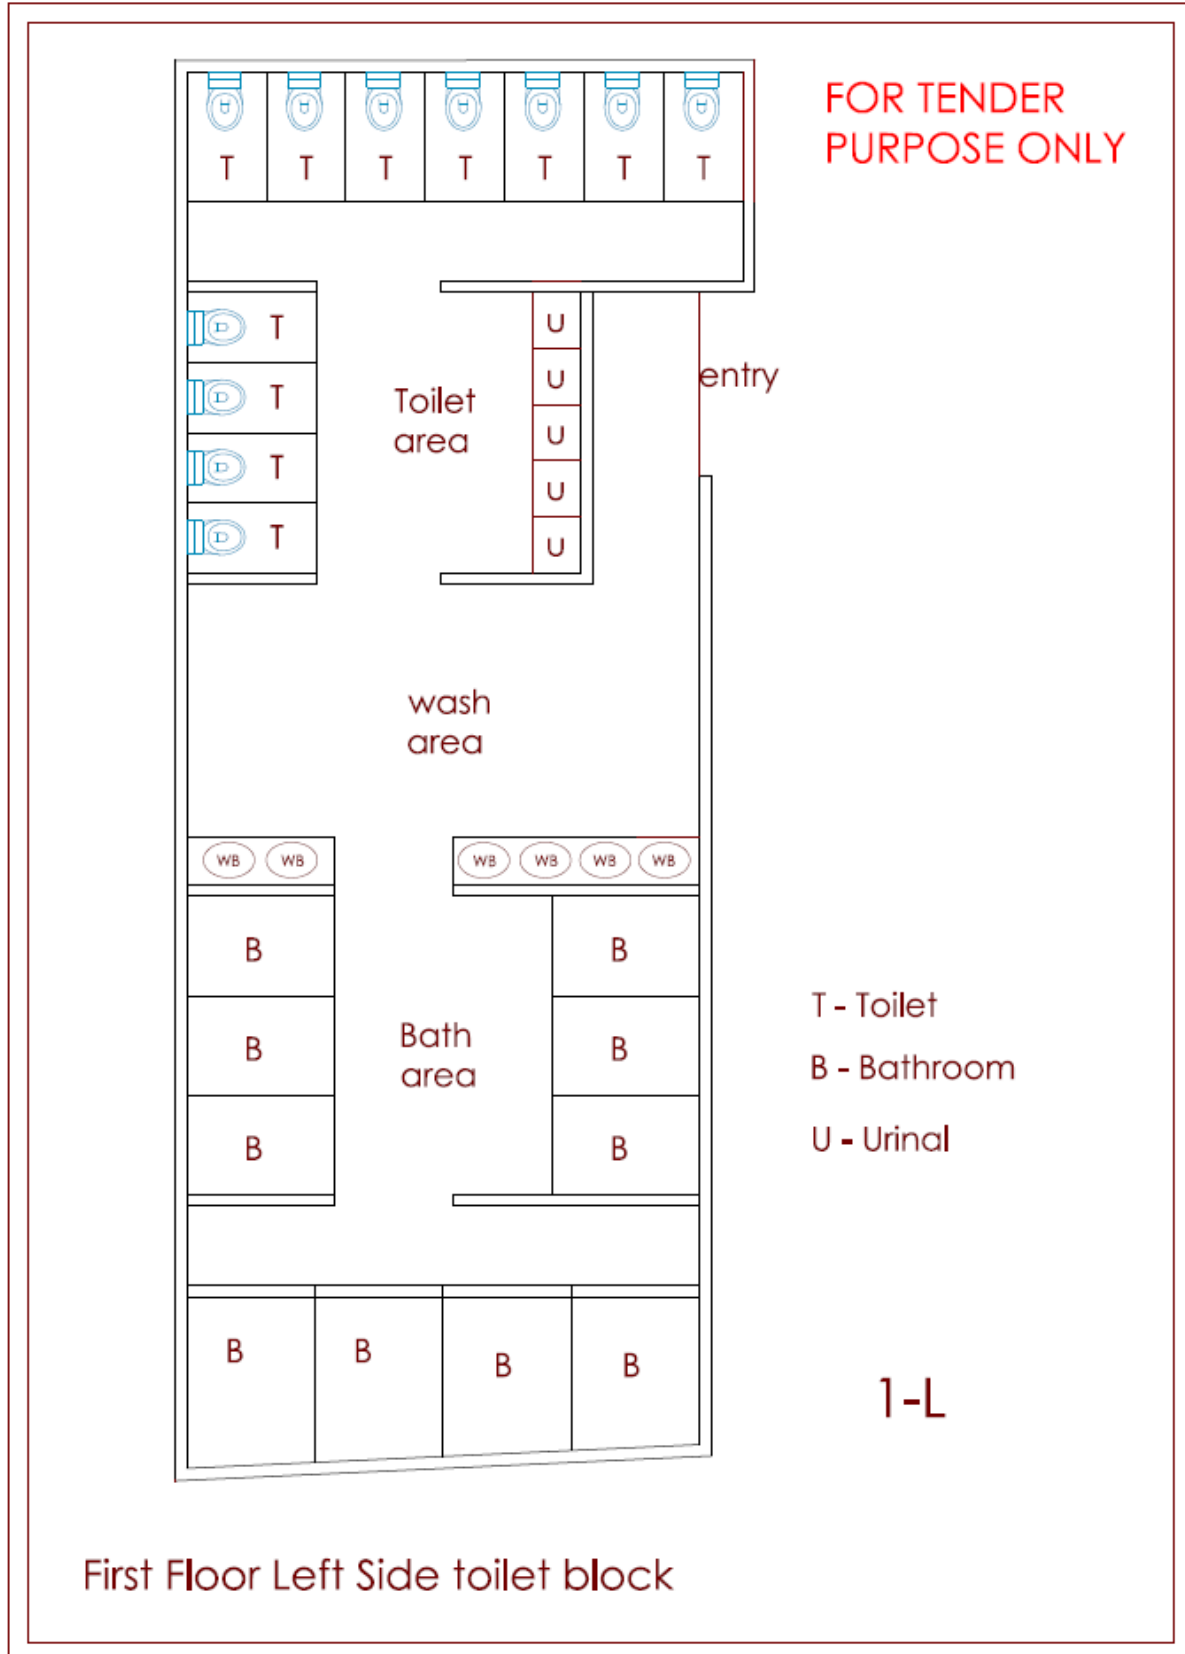 FOR TENDER
PURPOSE ONLY
T T T T T T T
T
T
T
T
U
U
U
U
U
entry
Toilet
area
wash
area
WB WB WB WB WB WB
B B
B B
B B
Bath
area
T - Toilet
B - Bathroom
U - Urinal
B B B B
1-L
First Floor Left Side toilet block